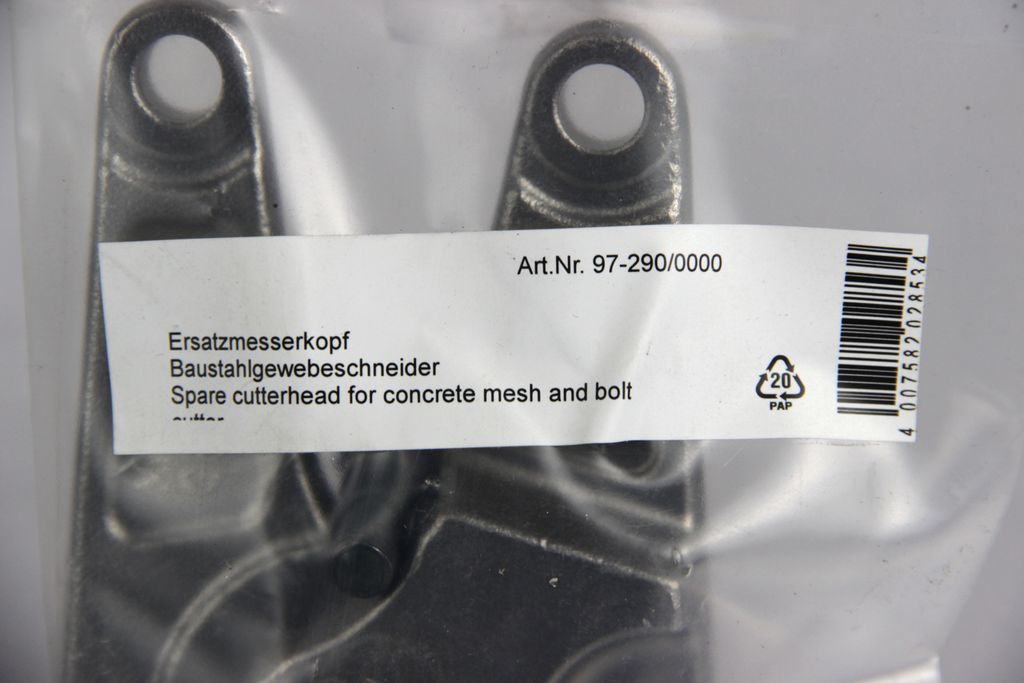 Art.Nr. 97-290/0000
Ersatzmesserkopf
Baustahlgewebeschneider
Spare cutterhead for concrete mesh and bolt
cutter
20
PAP
4 007582 028534